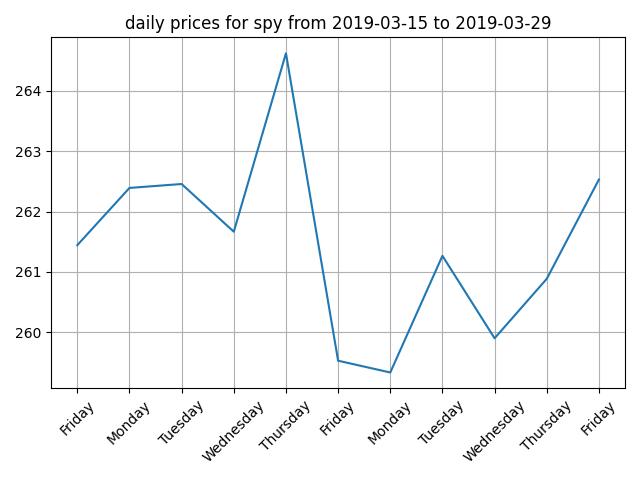 daily prices for spy from 2019-03-15 to 2019-03-29
264
263
262
261
260
Friday
Monday
Tuesday
Wednesday
Thursday
Friday
Monday
Tuesday
Wednesday
Thursday
Friday